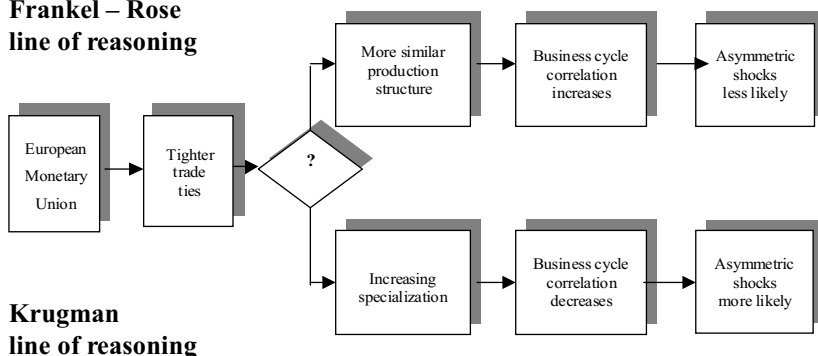 Frankel – Rose
line of reasoning
European
Monetary
Union
Tighter
trade
ties
?
More similar
production
structure
Business cycle
correlation
increases
Asymmetric
shocks
less likely
Increasing
specialization
Business cycle
correlation
decreases
Asymmetric
shocks
more likely
Krugman
line of reasoning